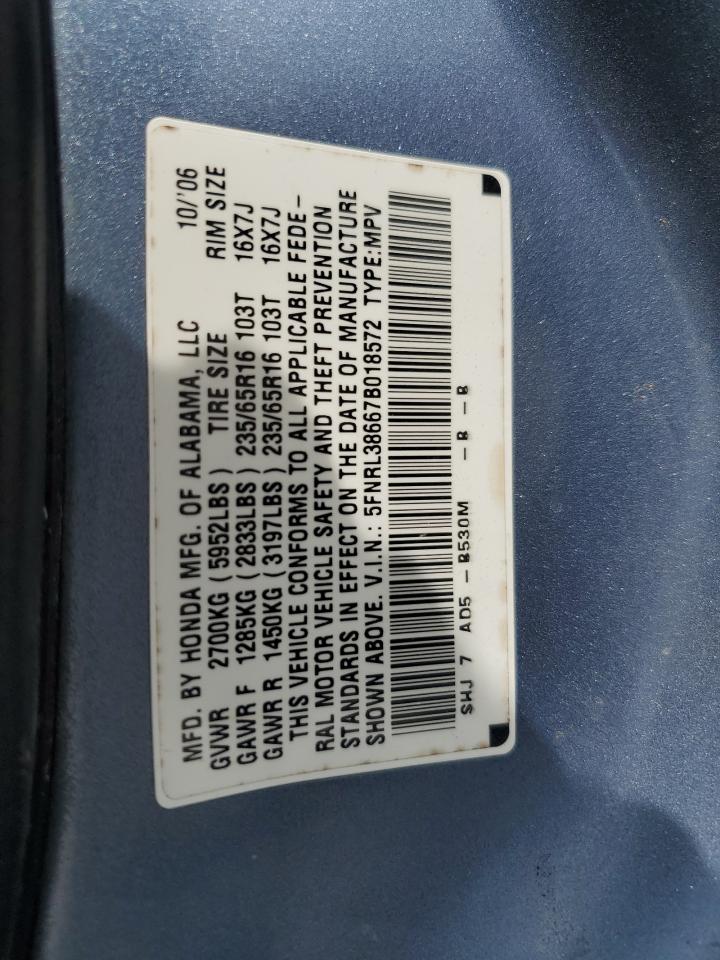 MFD. BY HONDA MFG. OF ALABAMA, LLC 10/'06
GVWR 2700KG (5952LBS) TIRE SIZE RIM SIZE
GAWR F 1285KG (2833LBS) 235/65R16 103T 16X7J
GAWR R 1450KG (3197LBS) 235/65R16 103T 16X7J
THIS VEHICLE CONFORMS TO ALL APPLICABLE FEDE-
RAL MOTOR VEHICLE SAFETY AND THEFT PREVENTION
STANDARDS IN EFFECT ON THE DATE OF MANUFACTURE
SHOWN ABOVE. V.I.N.: 5FNRL38667B018572 TYPE:MPV
SHJ 7 AD5 -B530M -B -B